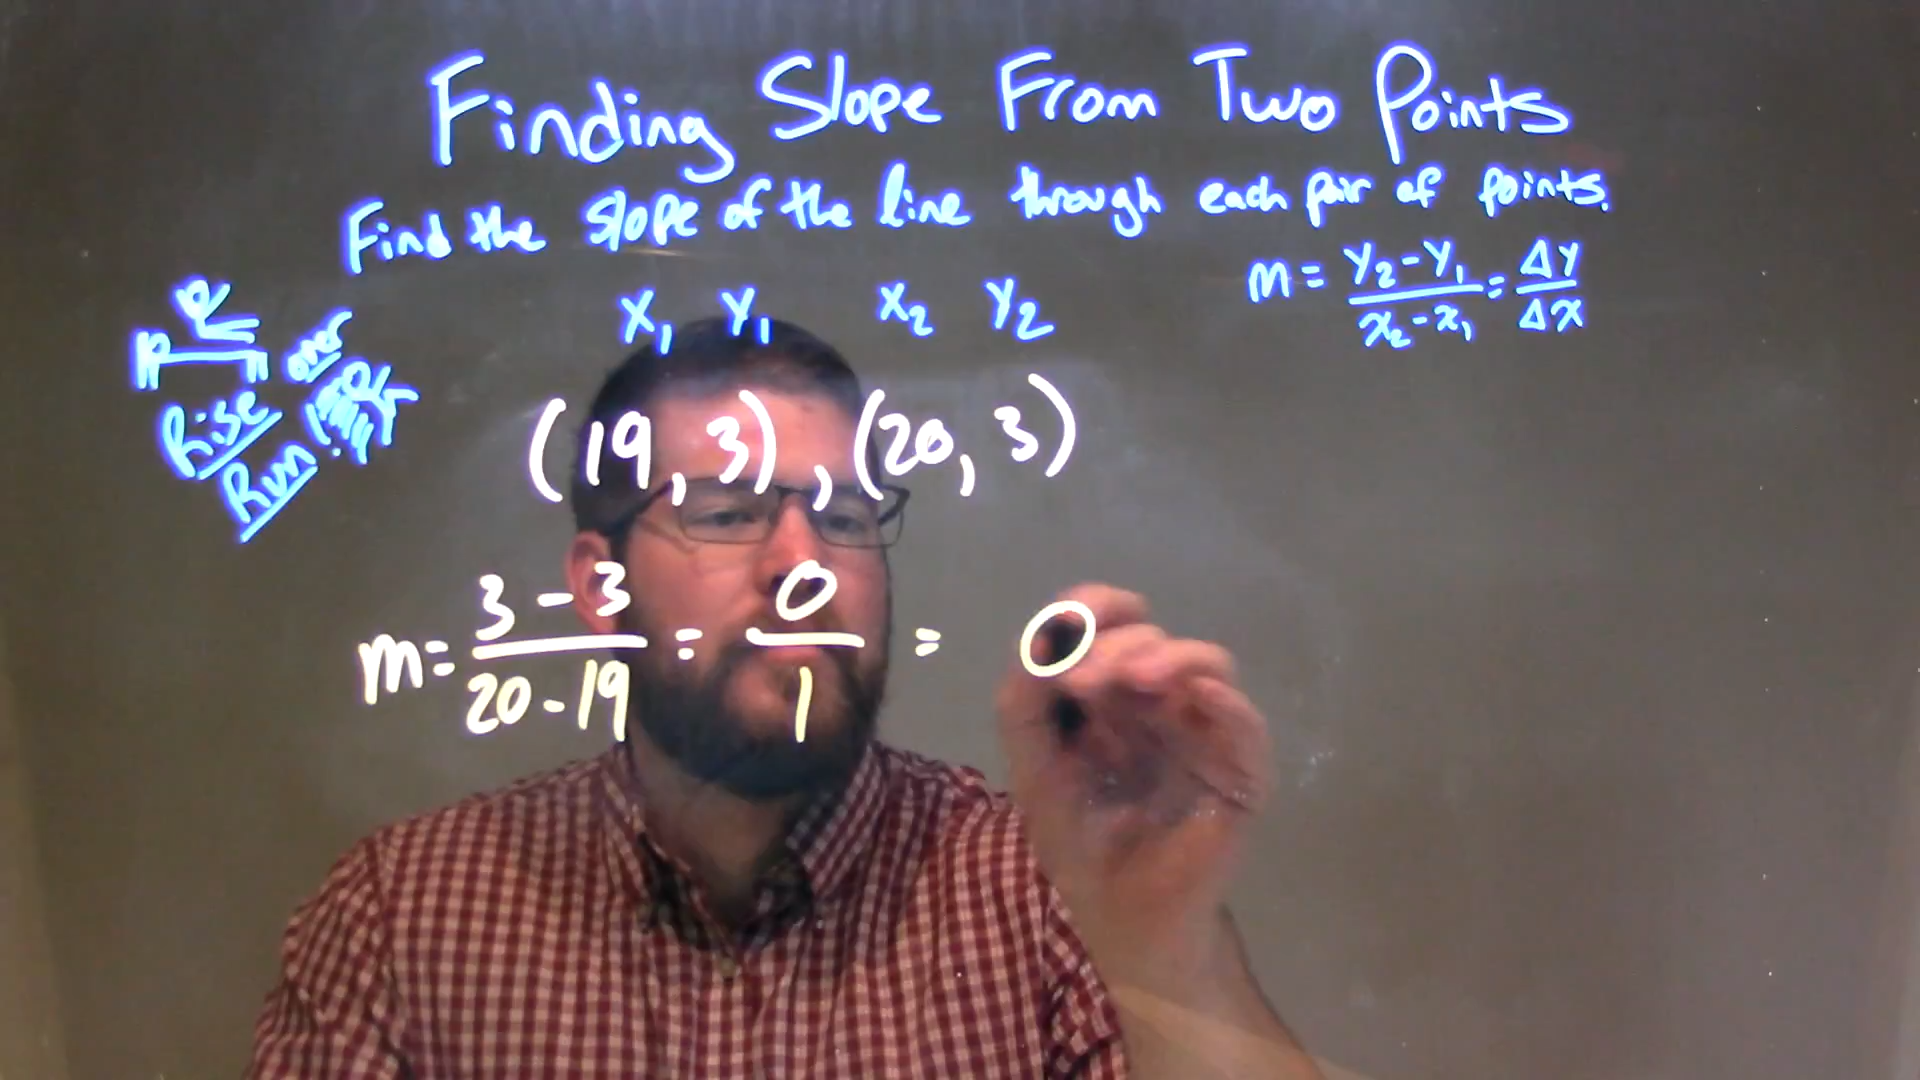 Finding Slope From Two Points
Find the slope of the line through each pair of points.
m = y₂-y₁/x₂-x₁ = Δy/Δx
x₁ y₁ x₂ y₂
over
Rise/Run
(19, 3), (20, 3)
m = 3-3/20-19 = 0/1 = 0